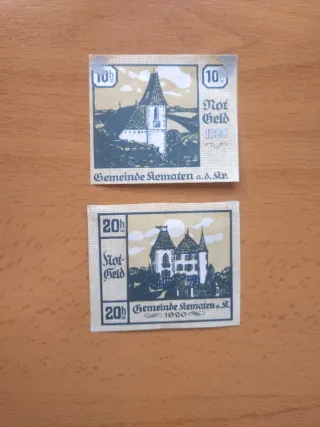 10h 10h
Not
Geld
1920
Gemeinde Kematen a.d. Kr.
20h
Not-
Geld
20h
Gemeinde Kematen a. K.
1920